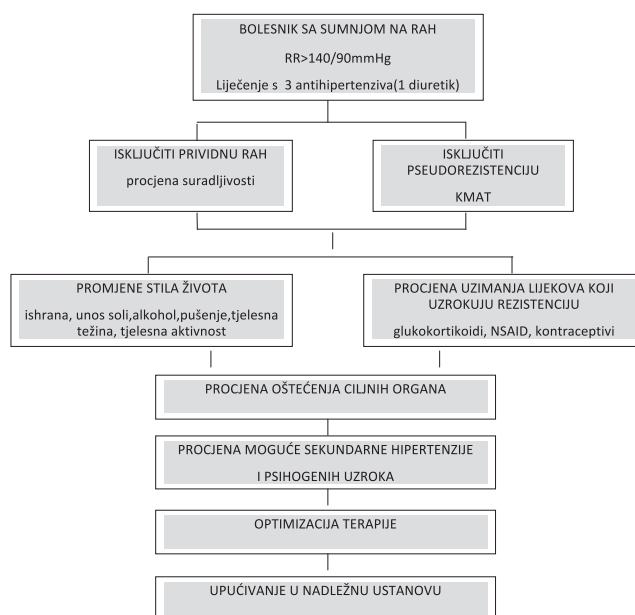 BOLESNIK SA SUMNJOM NA RAH
RR>140/90mmHg
Liječenje s 3 antihipertenziva(1 diuretik)
ISKLJUČITI PRIVIDNU RAH
procjena suradljivosti
ISKLJUČITI
PSEUDOREZISTENCIJU
KMAT
PROMJENE STILA ŽIVOTA
ishrana, unos soli,alkohol,pušenje,tjelesna
težina, tjelesna aktivnost
PROCJENA UZIMANJA LIJEKOVA KOJI
UZROKUJU REZISTENCIJU
glukokortikoidi, NSAID, kontraceptivi
PROCJENA OŠTEĆENJA CILJNIH ORGANA
PROCJENA MOGUĆE SEKUNDARNE HIPERTENZIJE
I PSIHOGENIH UZROKA
OPTIMIZACIJA TERAPIJE
UPUĆIVANJE U NADLEŽNU USTANOVU